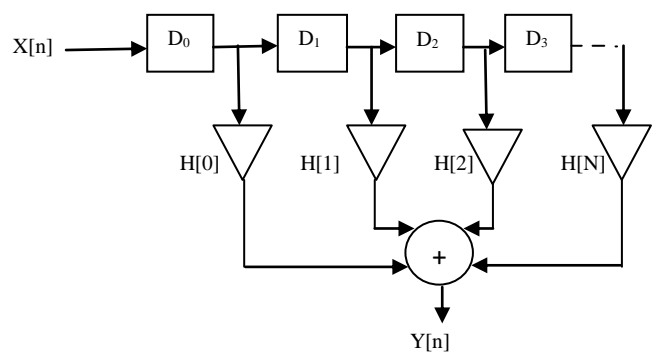 X[n]
D₀
D₁
D₂
D₃
H[0]
H[1]
H[2]
H[N]
+
Y[n]